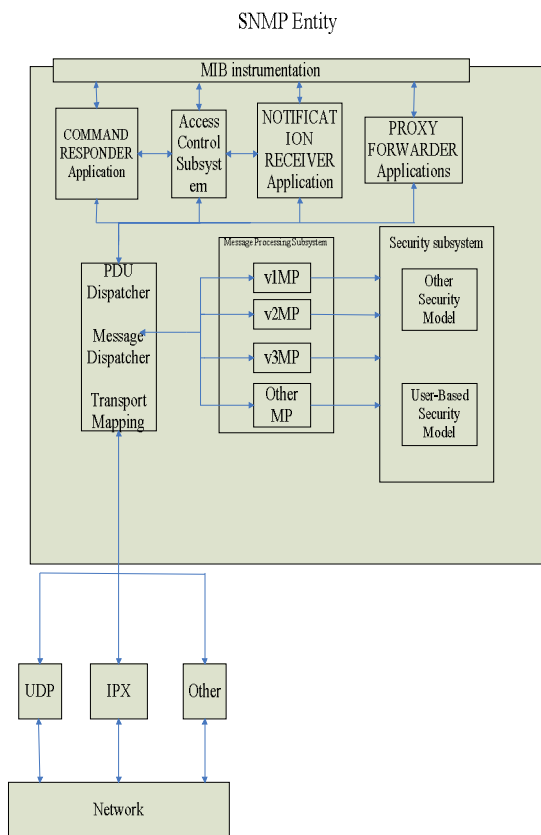 SNMP Entity
MIB instrumentation
COMMAND
RESPONDER
Application
Access
Control
Subsyst
em
NOTIFICAT
ION
RECEIVER
Application
PROXY
FORWARDER
Applications
PDU
Dispatcher
Message
Dispatcher
Transport
Mapping
Message Processing Subsystem
v1MP
v2MP
v3MP
Other
MP
Security subsystem
Other
Security
Model
User-Based
Security
Model
UDP
IPX
Other
Network